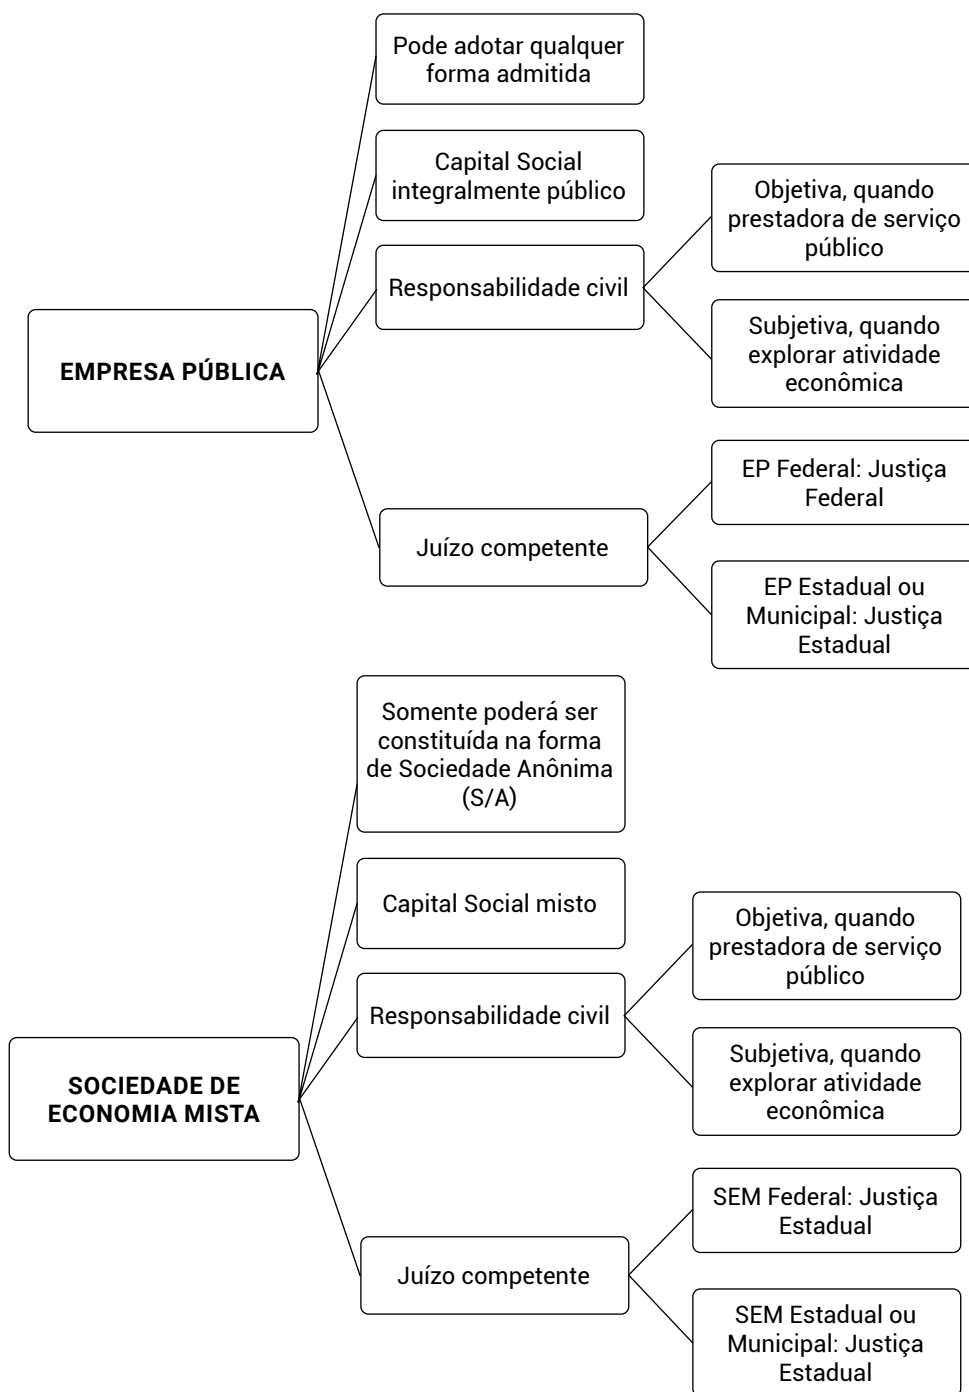 Pode adotar qualquer
forma admitida
Capital Social
integralmente público
Responsabilidade civil
Objetiva, quando
prestadora de serviço
público
Subjetiva, quando
explorar atividade
econômica
EMPRESA PÚBLICA
Juízo competente
EP Federal: Justiça
Federal
EP Estadual ou
Municipal: Justiça
Estadual
Somente poderá ser
constituída na forma
de Sociedade Anônima
(S/A)
Capital Social misto
Responsabilidade civil
Objetiva, quando
prestadora de serviço
público
Subjetiva, quando
explorar atividade
econômica
SOCIEDADE DE
ECONOMIA MISTA
Juízo competente
SEM Federal: Justiça
Estadual
SEM Estadual ou
Municipal: Justiça
Estadual